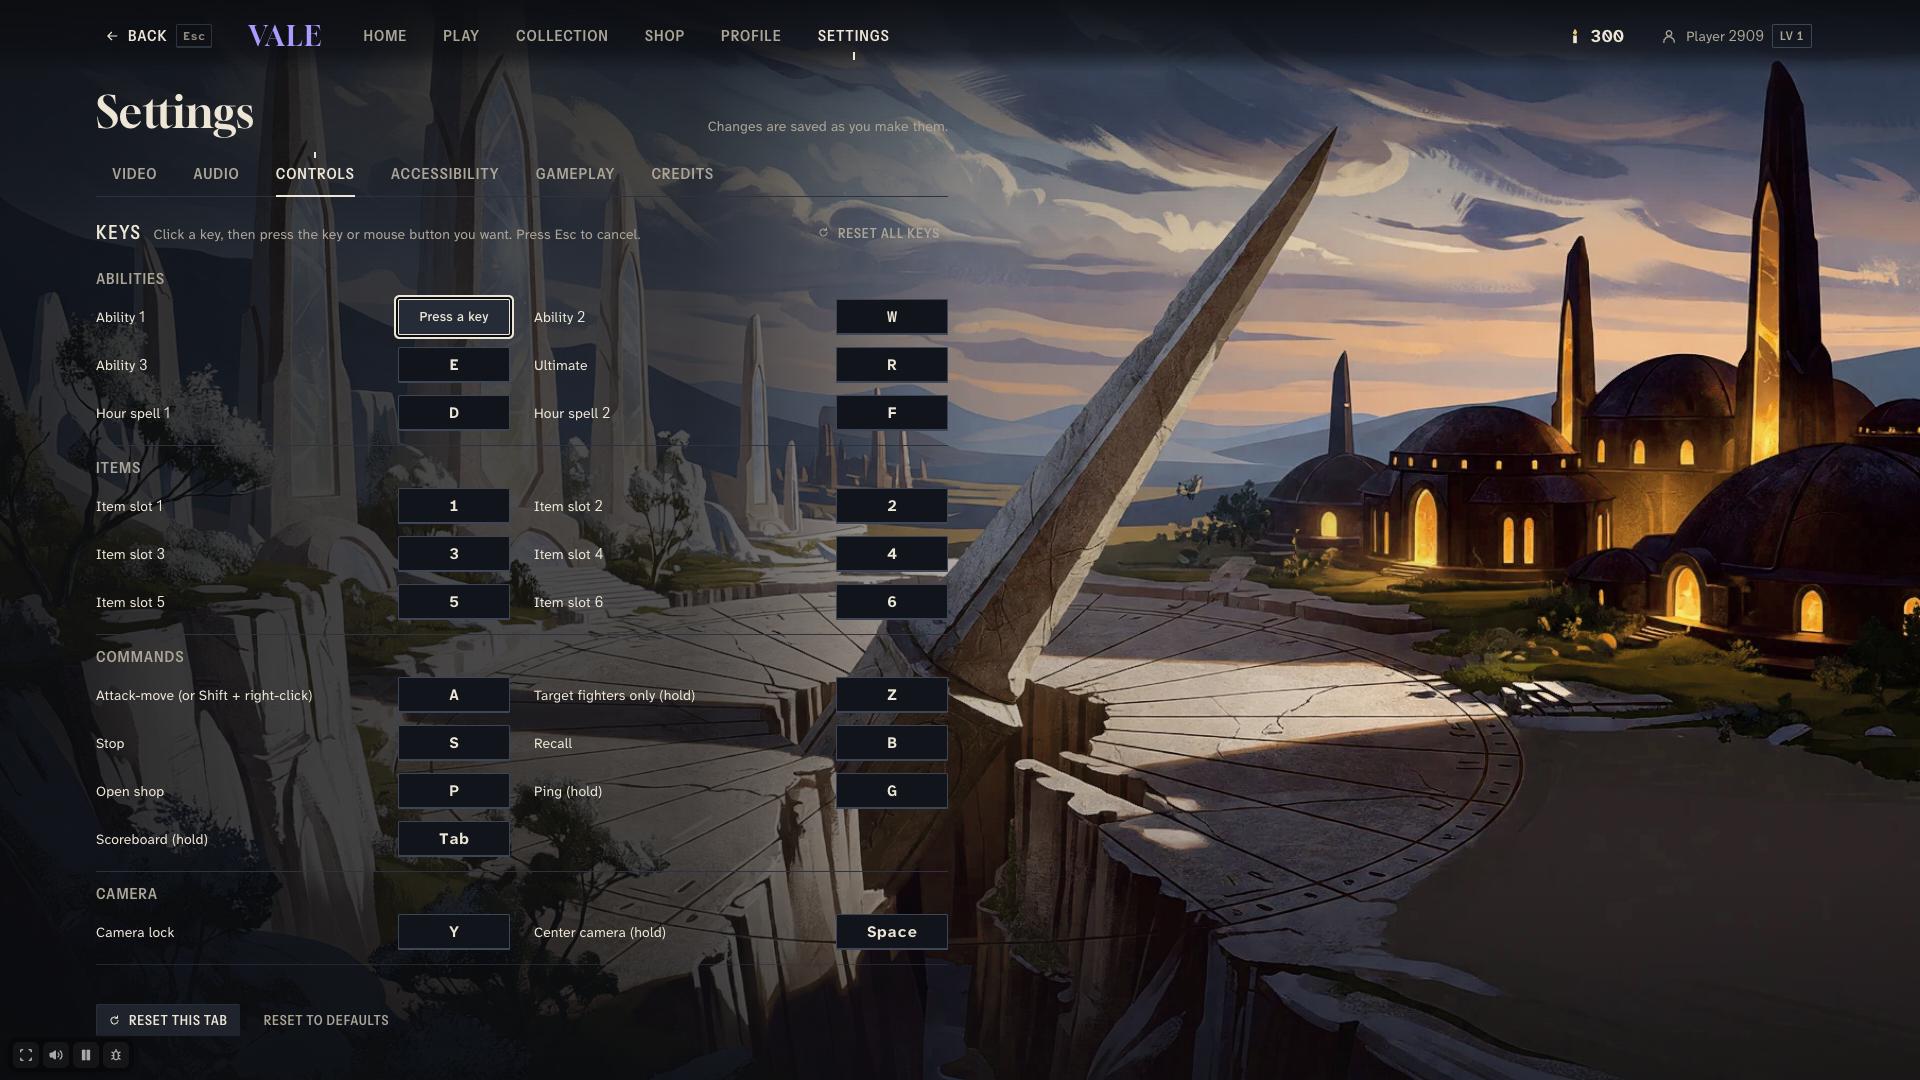 BACK Esc VALE HOME PLAY COLLECTION SHOP PROFILE SETTINGS 300 Player 2909 LV 1
Settings
Changes are saved as you make them.
VIDEO AUDIO CONTROLS ACCESSIBILITY GAMEPLAY CREDITS
KEYS Click a key, then press the key or mouse button you want. Press Esc to cancel. RESET ALL KEYS
ABILITIES
Ability 1 Press a key Ability 2 W
Ability 3 E Ultimate R
Hour spell 1 D Hour spell 2 F
ITEMS
Item slot 1 1 Item slot 2 2
Item slot 3 3 Item slot 4 4
Item slot 5 5 Item slot 6 6
COMMANDS
Attack-move (or Shift + right-click) A Target fighters only (hold) Z
Stop S Recall B
Open shop P Ping (hold) G
Scoreboard (hold) Tab
CAMERA
Camera lock Y Center camera (hold) Space
RESET THIS TAB RESET TO DEFAULTS